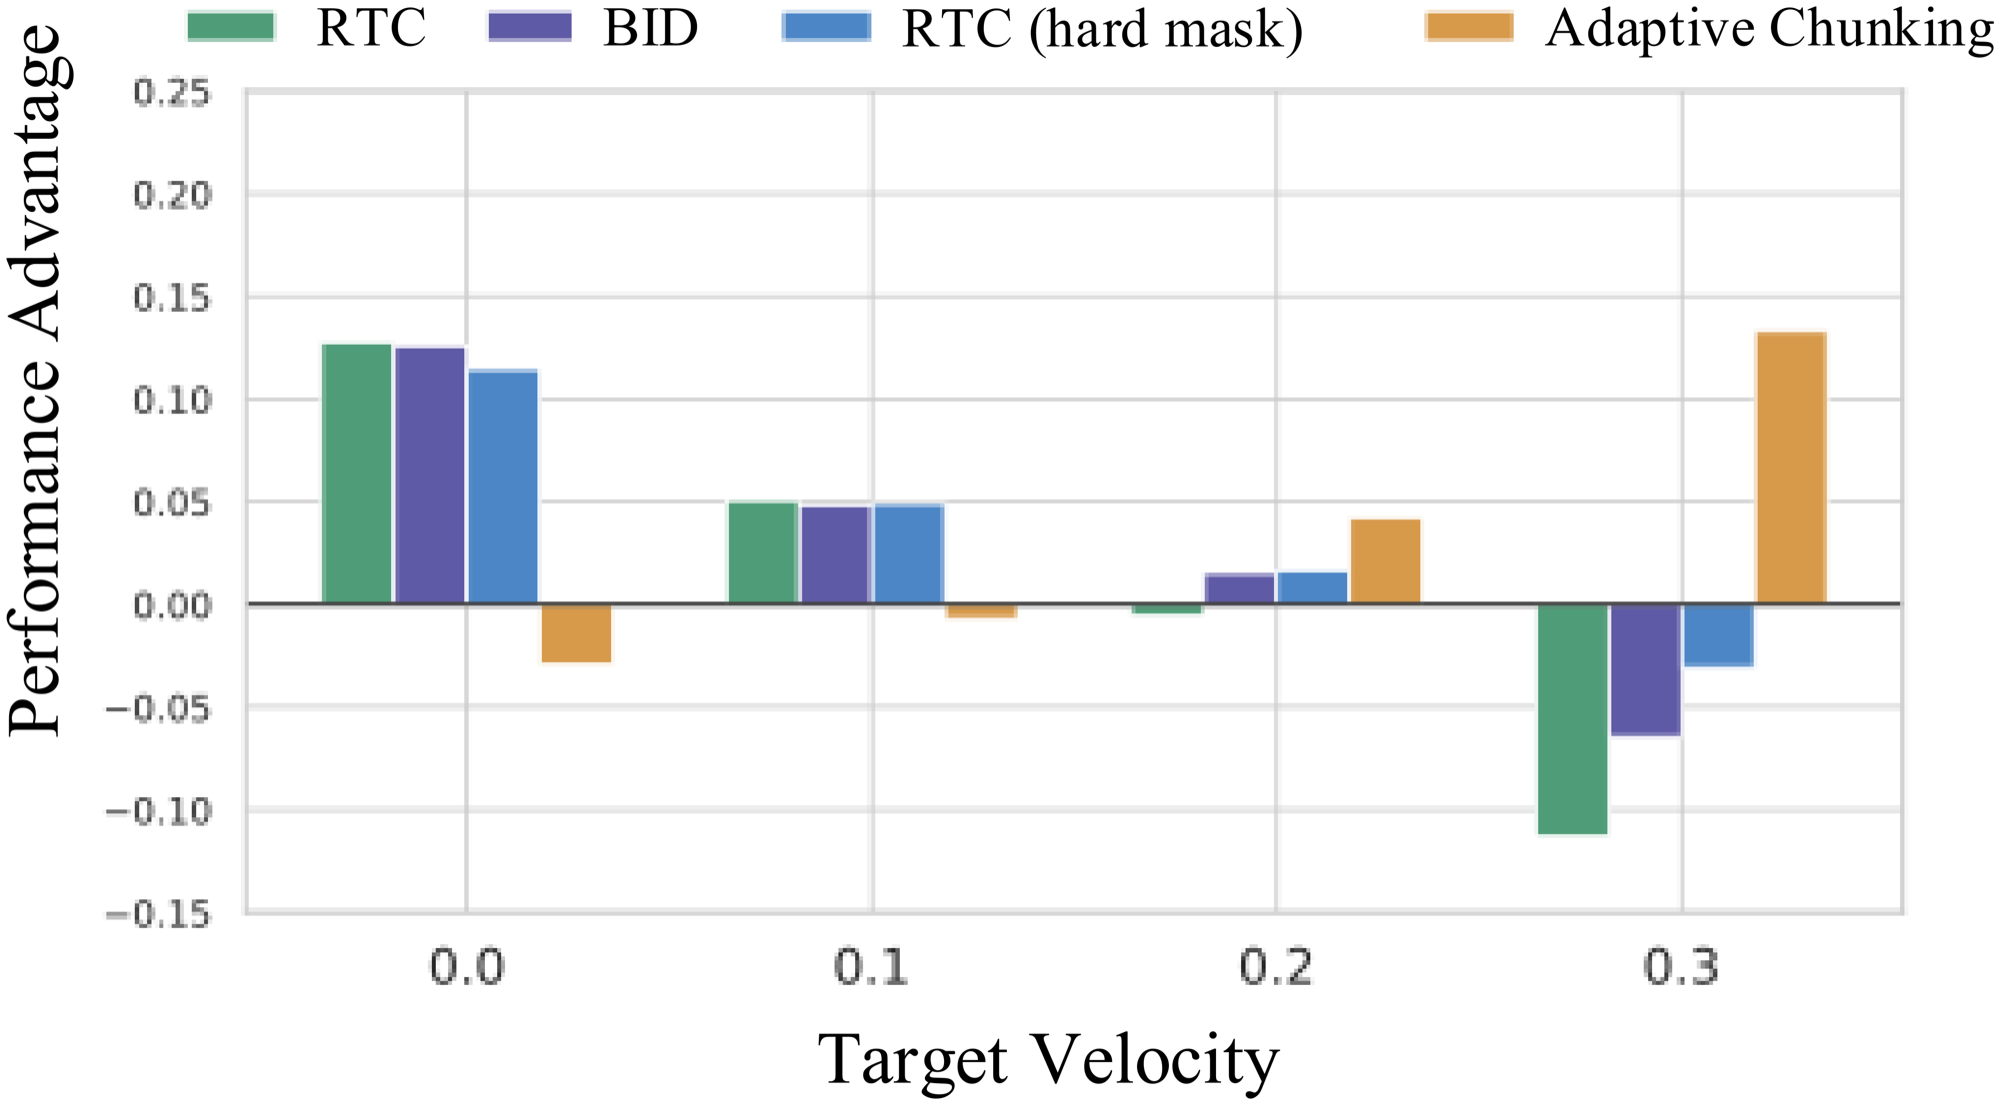 RTC BID RTC (hard mask) Adaptive Chunking
Performance Advantage
0.25
0.20
0.15
0.10
0.05
0.00
−0.05
−0.10
−0.15
0.0 0.1 0.2 0.3
Target Velocity